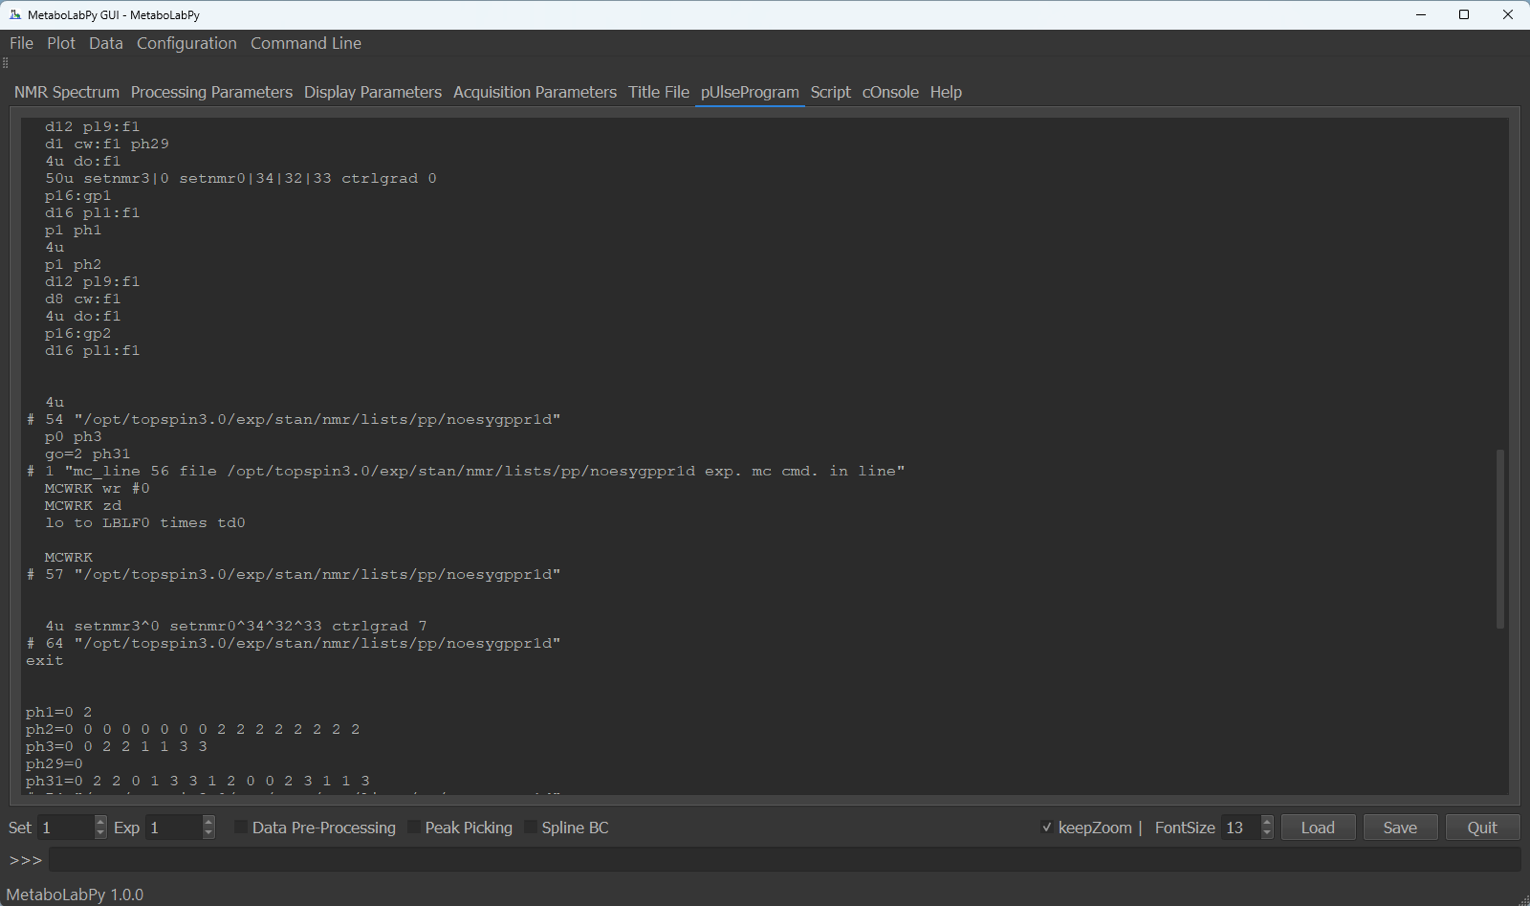 MetaboLabPy GUI - MetaboLabPy
File Plot Data Configuration Command Line
NMR Spectrum Processing Parameters Display Parameters Acquisition Parameters Title File pUlseProgram Script cOnsole Help
d12 pl9:f1
d1 cw:f1 ph29
4u do:f1
50u setnmr3|0 setnmr0|34|32|33 ctrlgrad 0
p16:gp1
d16 pl1:f1
p1 ph1
4u
p1 ph2
d12 pl9:f1
d8 cw:f1
4u do:f1
p16:gp2
d16 pl1:f1
4u
# 54 "/opt/topspin3.0/exp/stan/nmr/lists/pp/noesygppr1d"
p0 ph3
go=2 ph31
# 1 "mc_line 56 file /opt/topspin3.0/exp/stan/nmr/lists/pp/noesygppr1d exp. mc cmd. in line"
MCWRK wr #0
MCWRK zd
lo to LBLF0 times td0
MCWRK
# 57 "/opt/topspin3.0/exp/stan/nmr/lists/pp/noesygppr1d"
4u setnmr3^0 setnmr0^34^32^33 ctrlgrad 7
# 64 "/opt/topspin3.0/exp/stan/nmr/lists/pp/noesygppr1d"
exit
ph1=0 2
ph2=0 0 0 0 0 0 0 0 2 2 2 2 2 2 2 2
ph3=0 0 2 2 1 1 3 3
ph29=0
ph31=0 2 2 0 1 3 3 1 2 0 0 2 3 1 1 3
Set 1 Exp 1 Data Pre-Processing Peak Picking Spline BC keepZoom | FontSize 13 Load Save Quit
>>>
MetaboLabPy 1.0.0